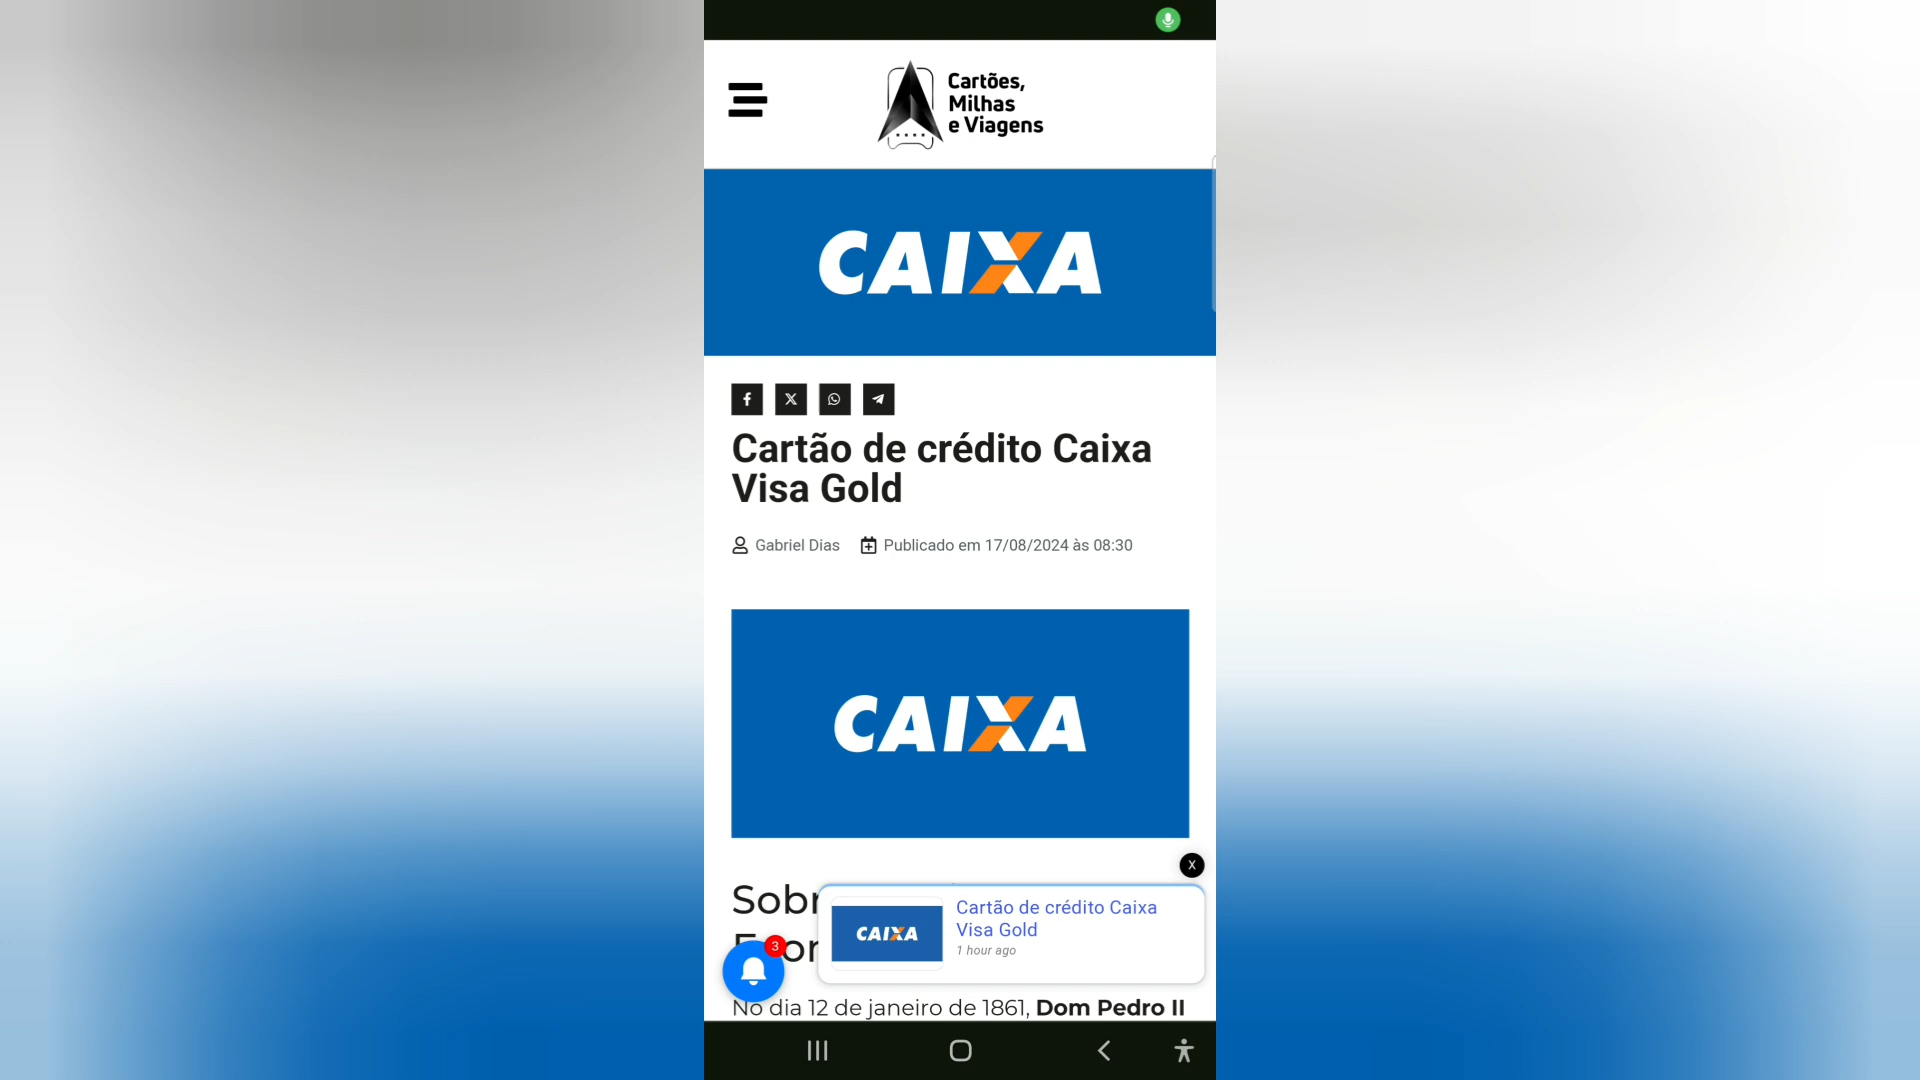 Cartões,
Milhas
e Viagens
CAIXA
Cartão de crédito Caixa
Visa Gold
Gabriel Dias Publicado em 17/08/2024 às 08:30
CAIXA
X
Sobr
CAIXA
Cartão de crédito Caixa
Visa Gold
1 hour ago
3
No dia 12 de janeiro de 1861, Dom Pedro II